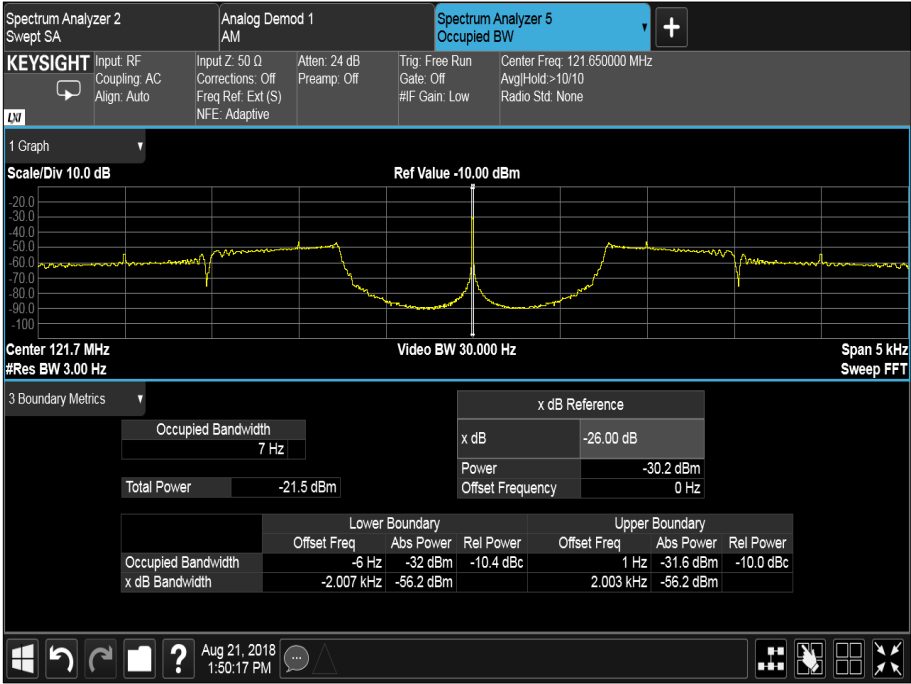 Spectrum Analyzer 2
Swept SA
Analog Demod 1
AM
Spectrum Analyzer 5
Occupied BW
KEYSIGHT
LXI
Input: RF
Coupling: AC
Align: Auto
Input Z: 50 Ω
Corrections: Off
Freq Ref: Ext (S)
NFE: Adaptive
Atten: 24 dB
Preamp: Off
Trig: Free Run
Gate: Off
#IF Gain: Low
Center Freq: 121.650000 MHz
Avg|Hold:>10/10
Radio Std: None
1 Graph
Scale/Div 10.0 dB
Ref Value -10.00 dBm
-20.0
-30.0
-40.0
-50.0
-60.0
-70.0
-80.0
-90.0
-100
Center 121.7 MHz
Video BW 30.000 Hz
Span 5 kHz
#Res BW 3.00 Hz
Sweep FFT
3 Boundary Metrics
Occupied Bandwidth
7 Hz
Total Power -21.5 dBm
x dB Reference
x dB -26.00 dB
Power -30.2 dBm
Offset Frequency 0 Hz
Lower Boundary Upper Boundary
Offset Freq Abs Power Rel Power Offset Freq Abs Power Rel Power
Occupied Bandwidth -6 Hz -32 dBm -10.4 dBc 1 Hz -31.6 dBm -10.0 dBc
x dB Bandwidth -2.007 kHz -56.2 dBm 2.003 kHz -56.2 dBm
?
Aug 21, 2018
1:50:17 PM